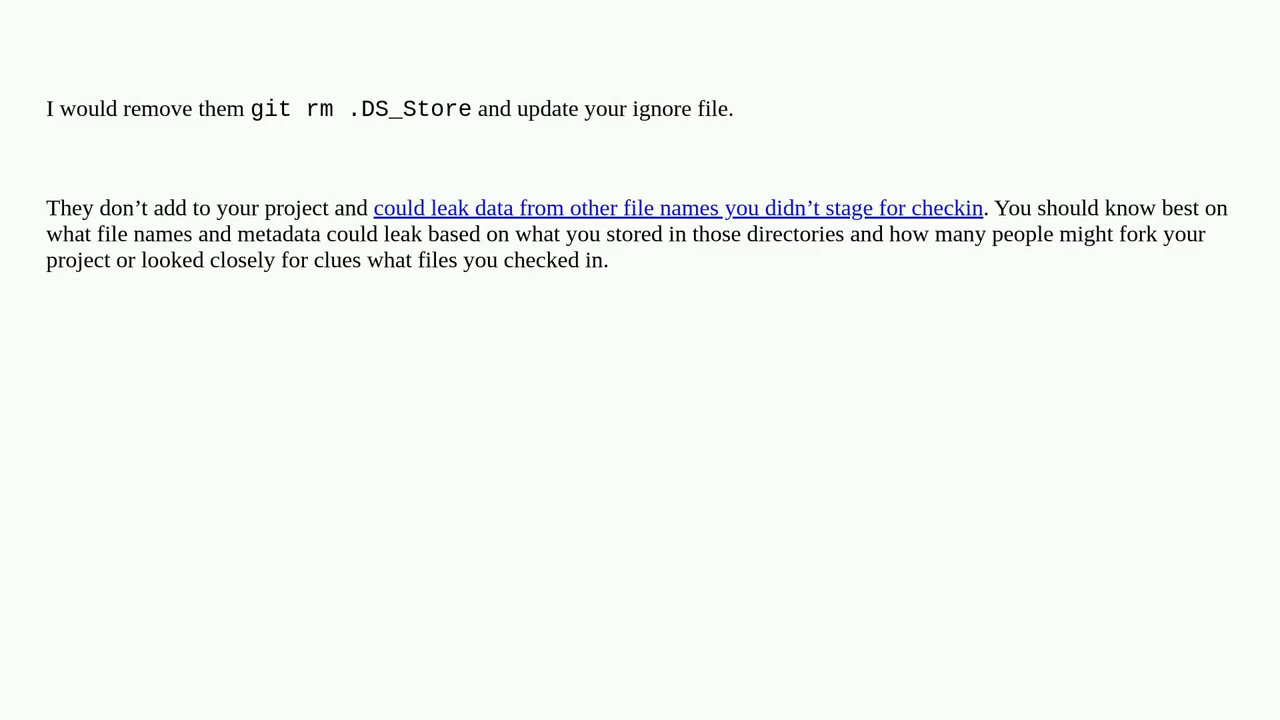 I would remove them git rm .DS_Store and update your ignore file.
They don’t add to your project and could leak data from other file names you didn’t stage for checkin. You should know best on
what file names and metadata could leak based on what you stored in those directories and how many people might fork your
project or looked closely for clues what files you checked in.